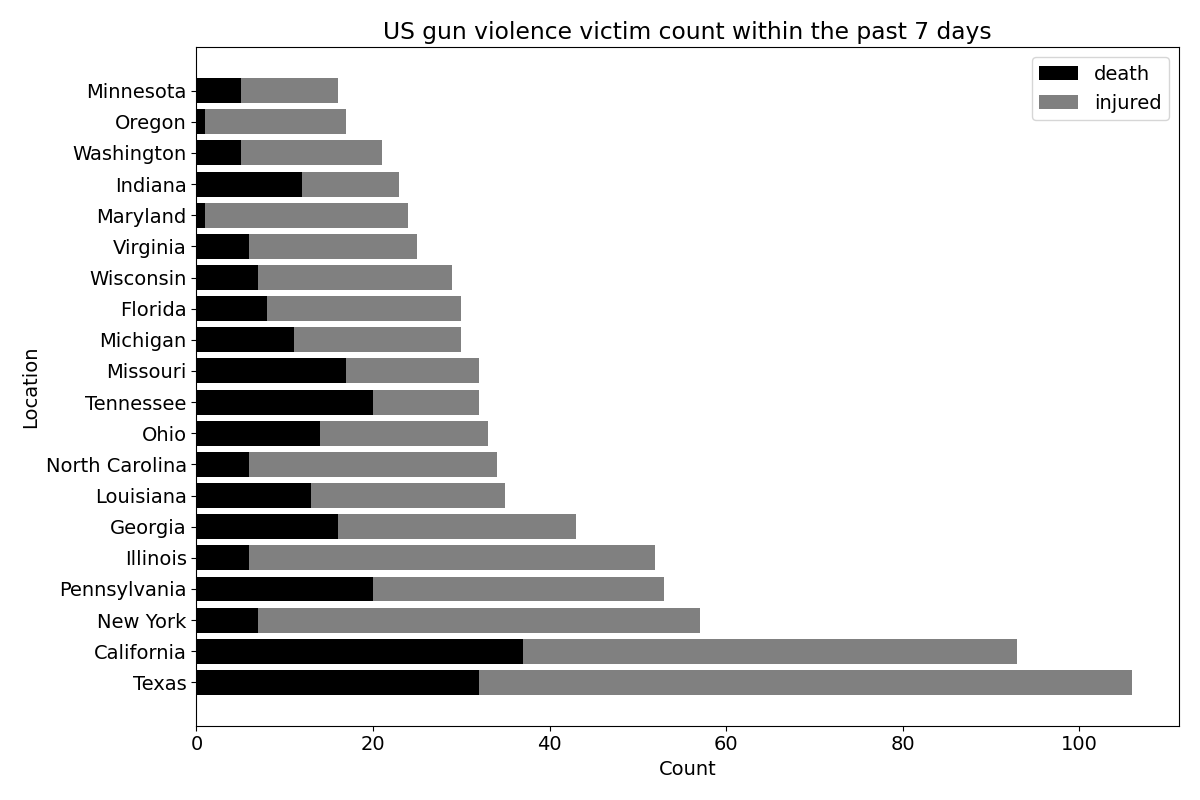 US gun violence victim count within the past 7 days
death
injured
Location
Minnesota
Oregon
Washington
Indiana
Maryland
Virginia
Wisconsin
Florida
Michigan
Missouri
Tennessee
Ohio
North Carolina
Louisiana
Georgia
Illinois
Pennsylvania
New York
California
Texas
0 20 40 60 80 100
Count